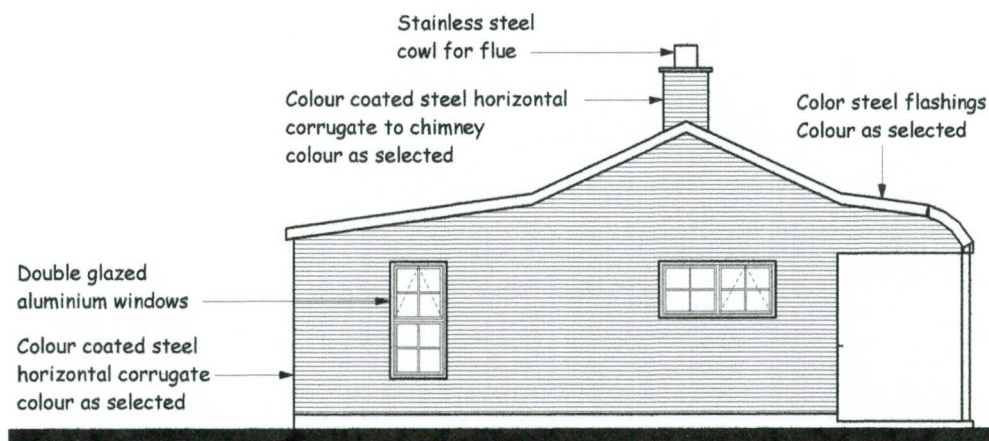 Stainless steel
cowl for flue
Colour coated steel horizontal
corrugate to chimney
colour as selected
Color steel flashings
Colour as selected
Double glazed
aluminium windows
Colour coated steel
horizontal corrugate
colour as selected